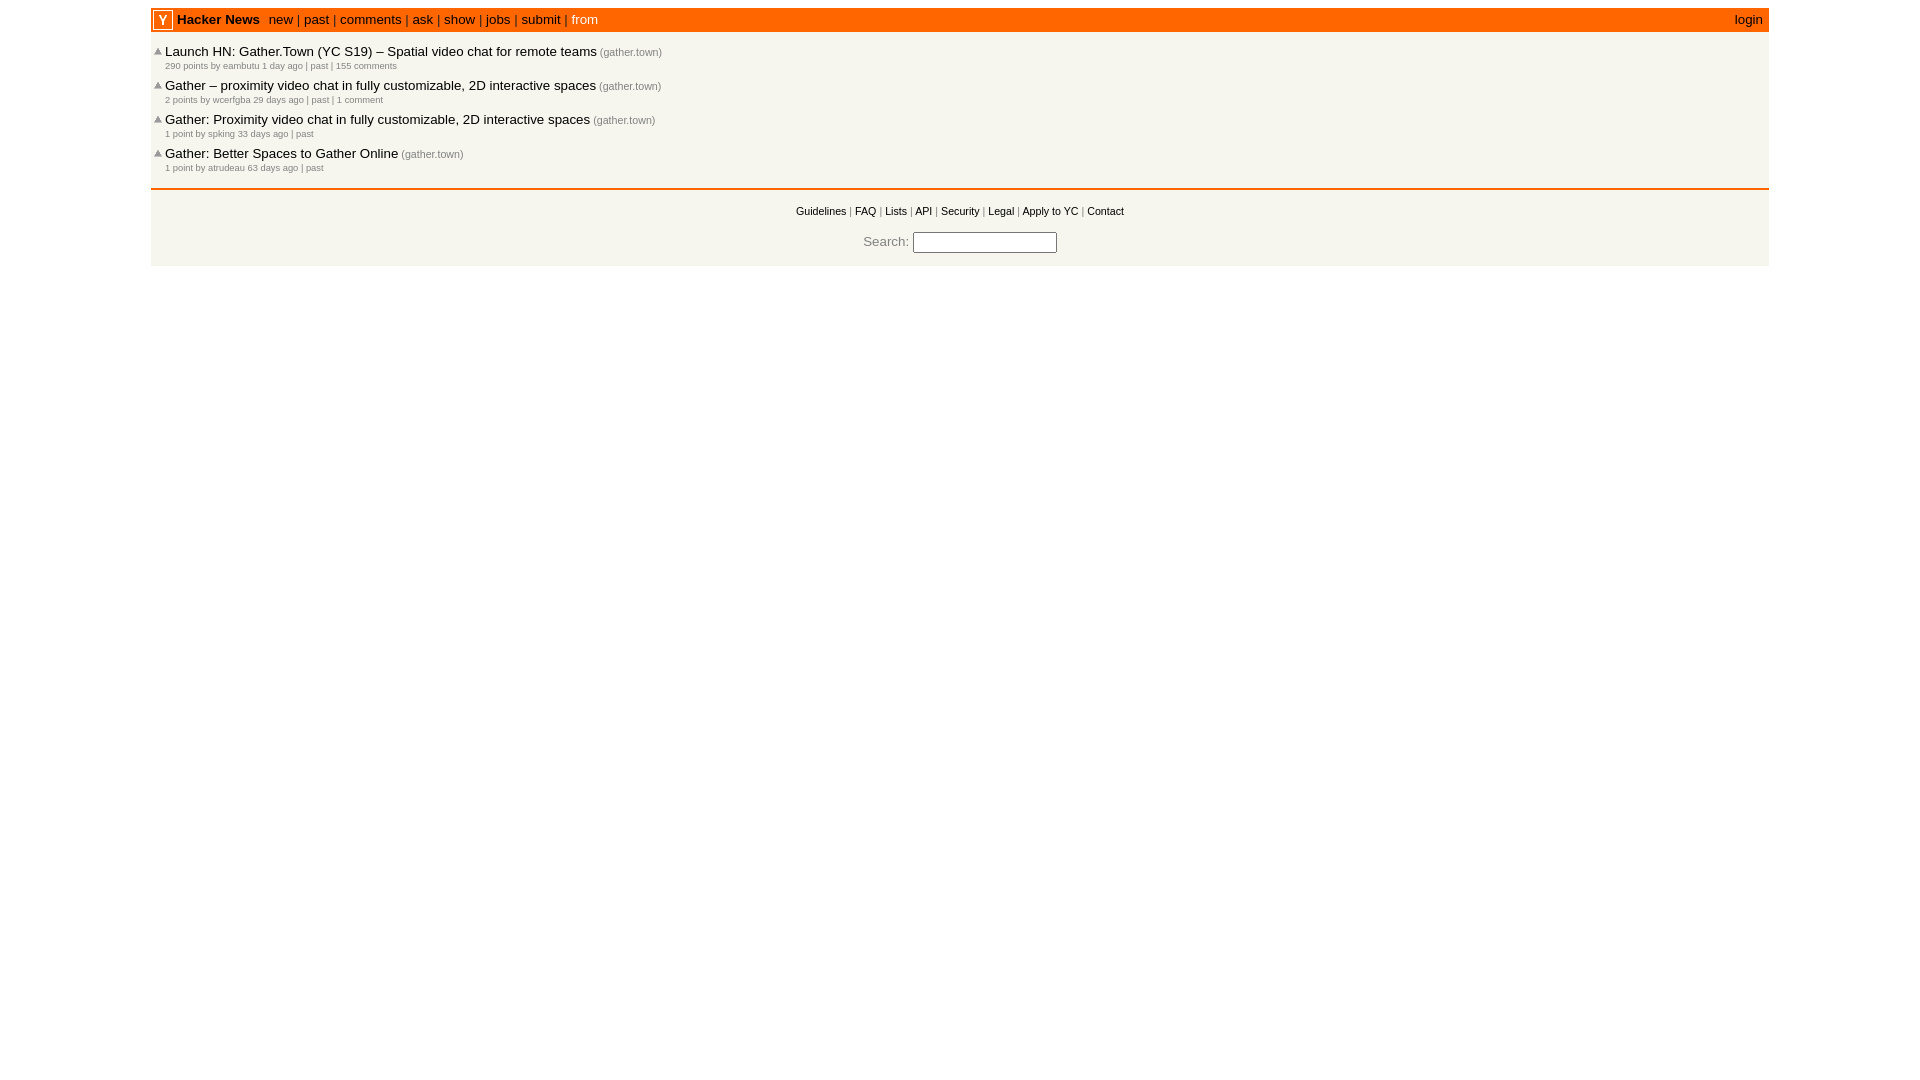 Y Hacker News new | past | comments | ask | show | jobs | submit | from login
Launch HN: Gather.Town (YC S19) – Spatial video chat for remote teams (gather.town)
290 points by eambutu 1 day ago | past | 155 comments
Gather – proximity video chat in fully customizable, 2D interactive spaces (gather.town)
2 points by wcerfgba 29 days ago | past | 1 comment
Gather: Proximity video chat in fully customizable, 2D interactive spaces (gather.town)
1 point by spking 33 days ago | past
Gather: Better Spaces to Gather Online (gather.town)
1 point by atrudeau 63 days ago | past
Guidelines | FAQ | Lists | API | Security | Legal | Apply to YC | Contact
Search: